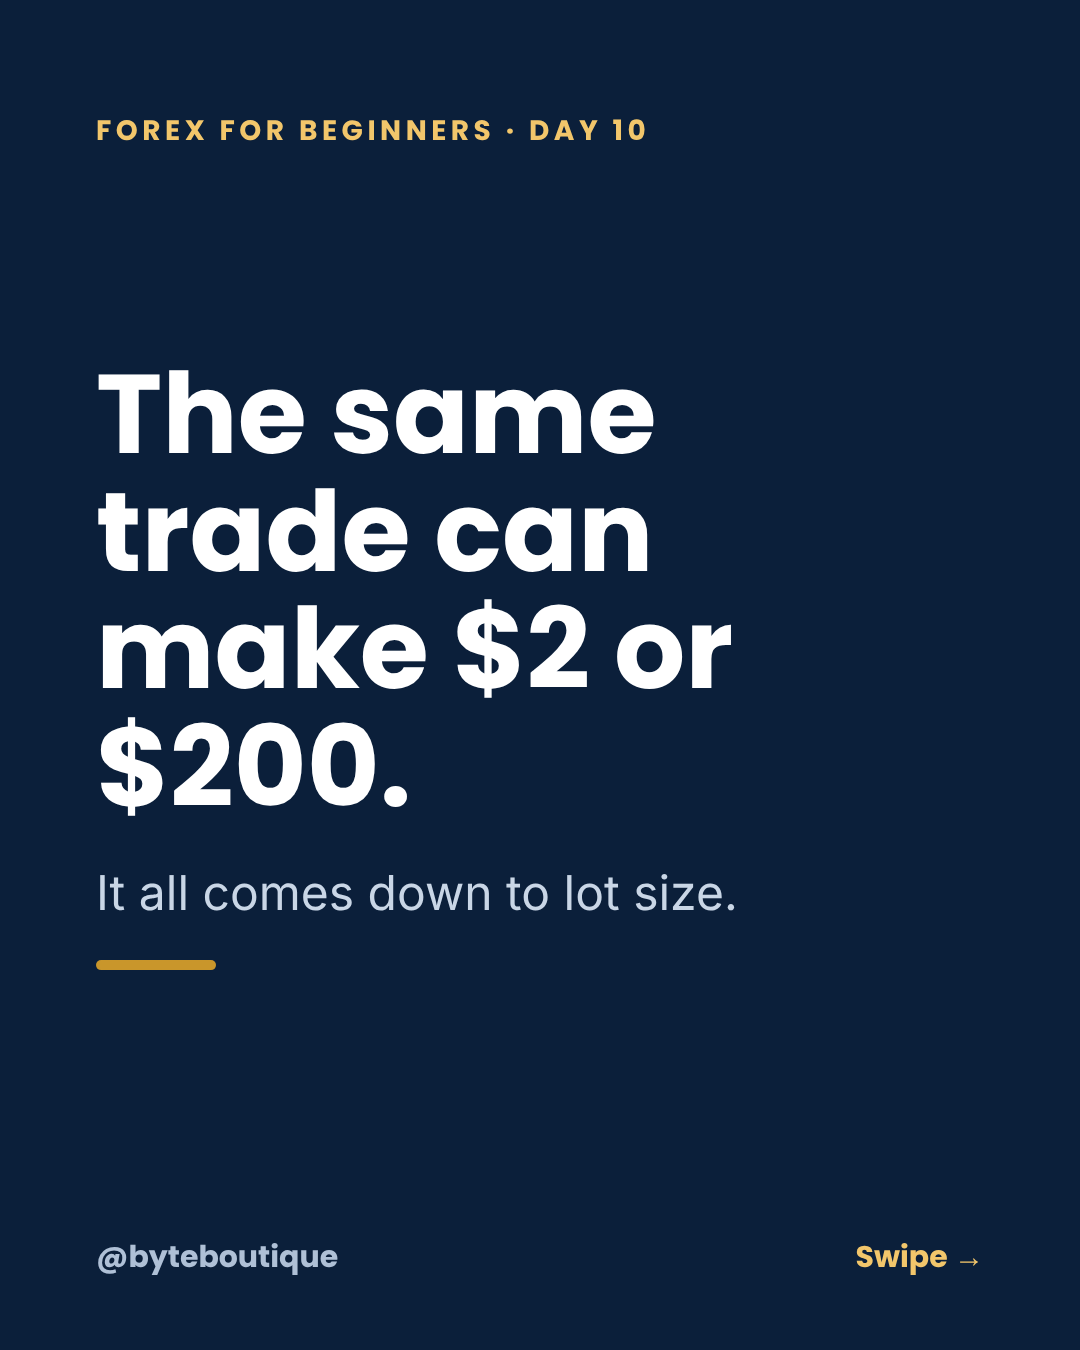 FOREX FOR BEGINNERS · DAY 10
The same
trade can
make $2 or
$200.
It all comes down to lot size.
@byteboutique
Swipe →